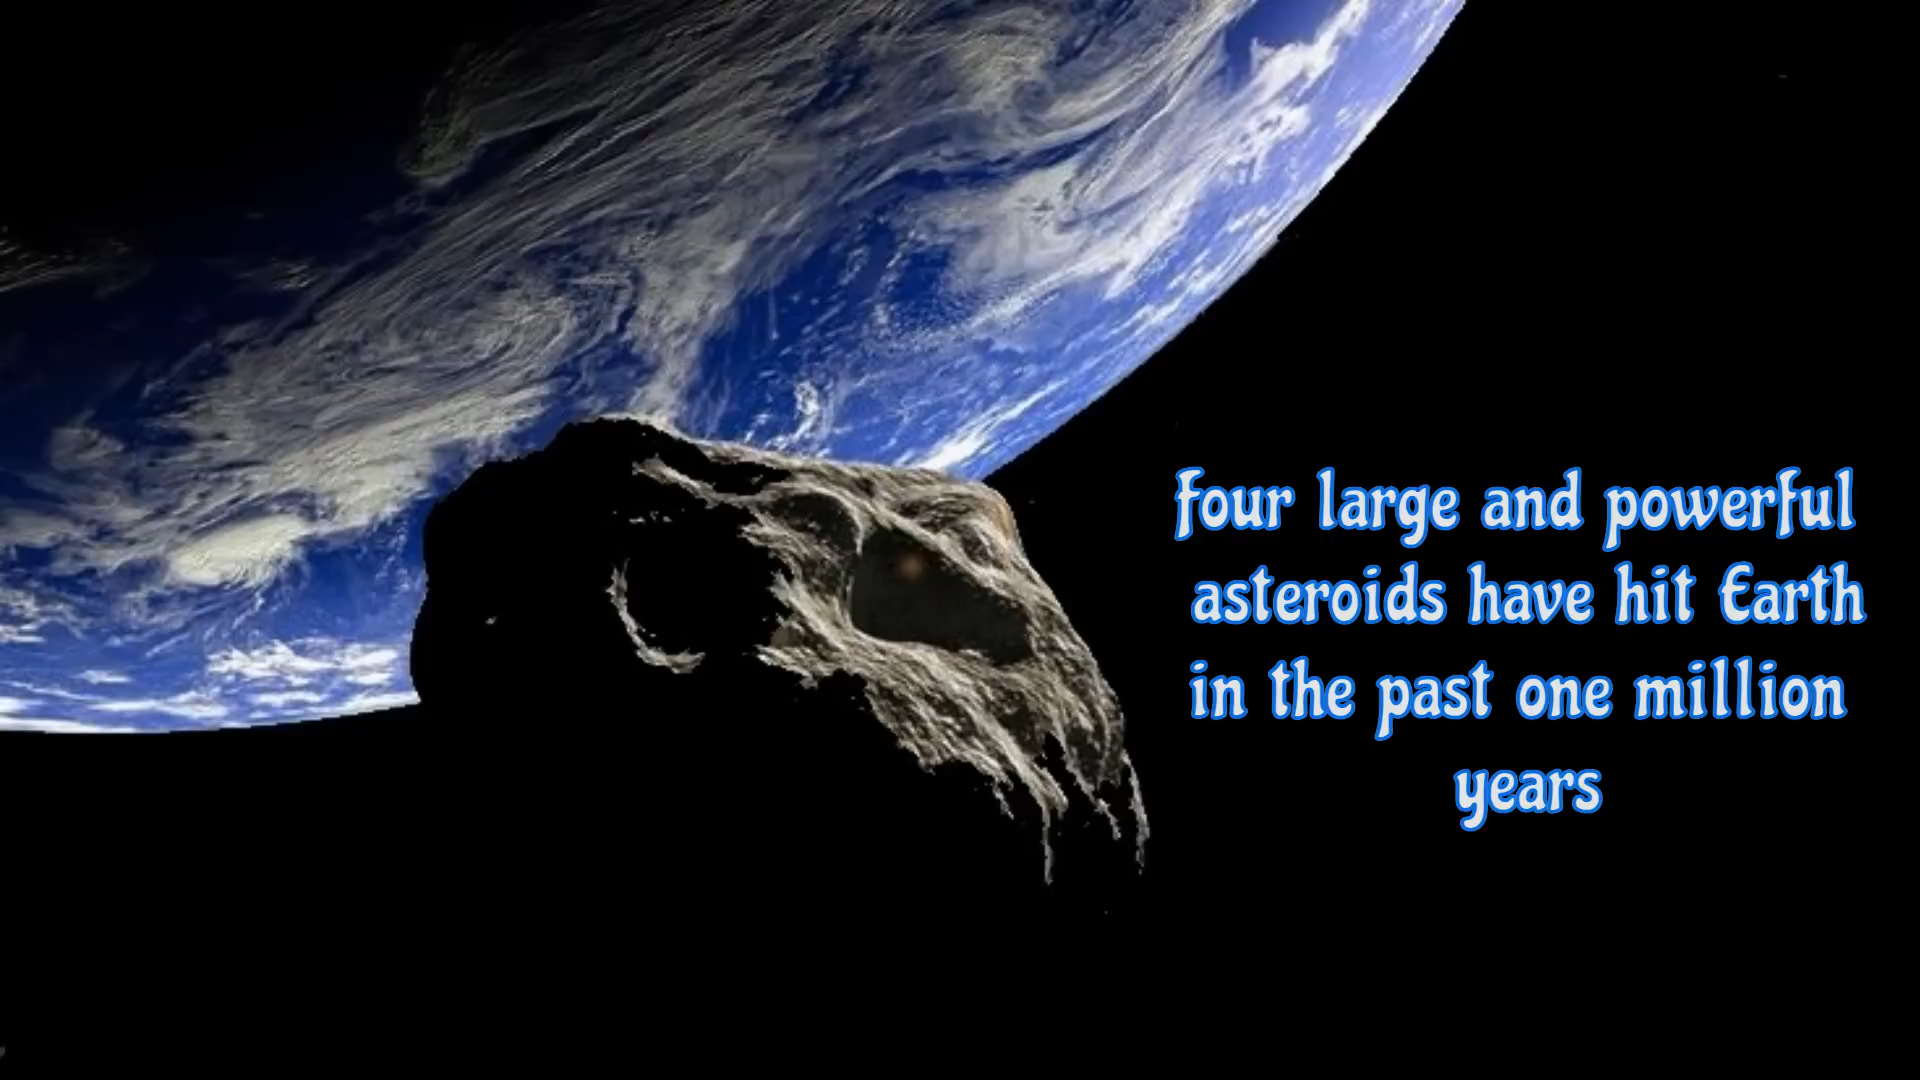 Four large and powerful
asteroids have hit Earth
in the past one million
years